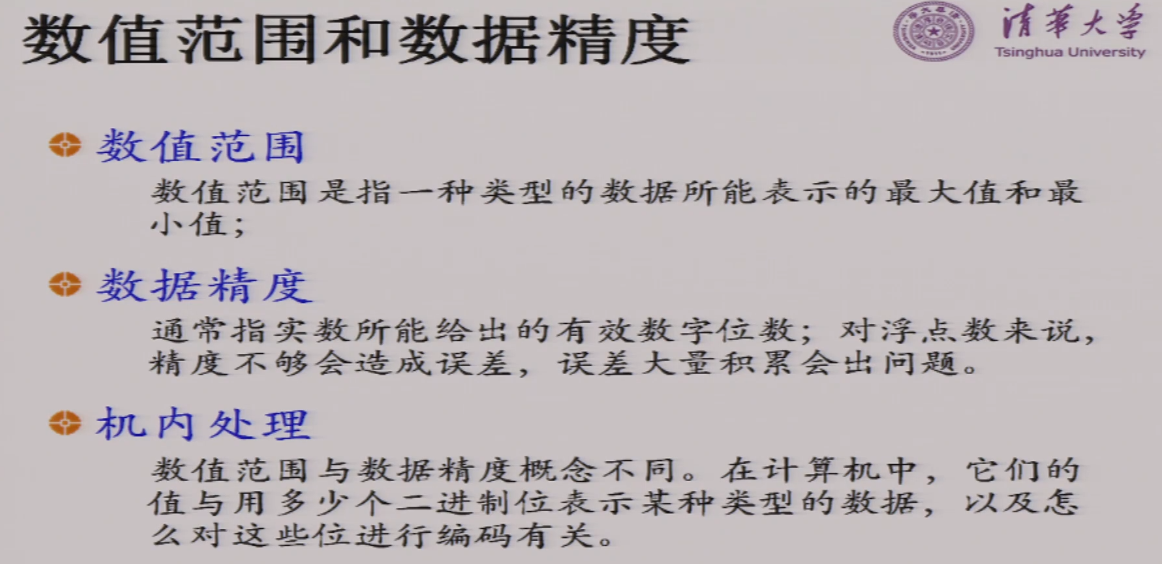 数值范围和数据精度
清华大学
Tsinghua University
数值范围
数值范围是指一种类型的数据所能表示的最大值和最
小值；
数据精度
通常指实数所能给出的有效数字位数；对浮点数来说，
精度不够会造成误差，误差大量积累会出问题。
机内处理
数值范围与数据精度概念不同。在计算机中，它们的
值与用多少个二进制位表示某种类型的数据，以及怎
么对这些位进行编码有关。